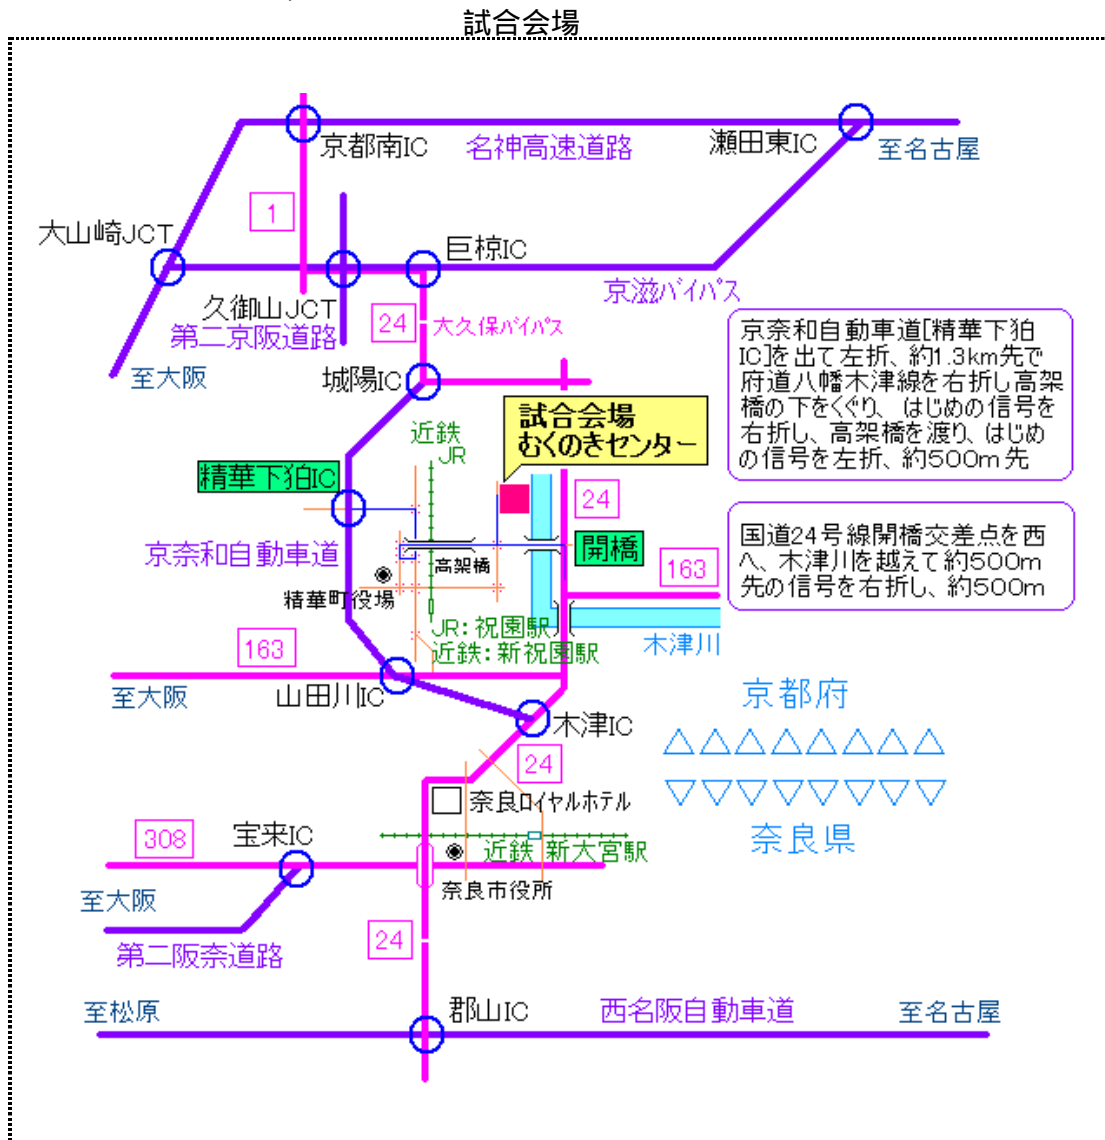 試合会場
京都南IC
名神高速道路
瀬田東IC
至名古屋
1
大山崎JCT
巨椋IC
久御山JCT
京滋バイパス
第二京阪道路
24
大久保バイパス
至大阪
城陽IC
京奈和自動車道[精華下狛
IC]を出て左折、約1.3km先で
府道八幡木津線を右折し高架
橋の下をくぐり、はじめの信号を
右折し、高架橋を渡り、はじめ
の信号を左折、約500m先
試合会場
むくのきセンター
近鉄
JR
精華下狛IC
24
国道24号線開橋交差点を西
へ、木津川を越えて約500m
先の信号を右折し、約500m
京奈和自動車道
開橋
高架橋
163
精華町役場
JR:祝園駅
近鉄:新祝園駅
木津川
163
至大阪
山田川IC
京都府
木津IC
24
奈良ロイヤルホテル
奈良県
308
宝来IC
近鉄 新大宮駅
至大阪
奈良市役所
第二阪奈道路
24
至松原
郡山IC
西名阪自動車道
至名古屋